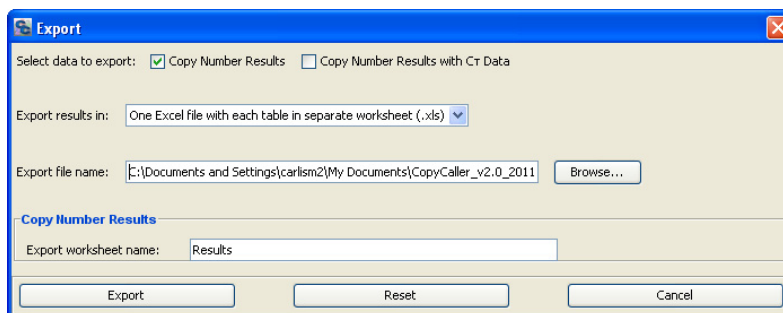 Export
Select data to export: Copy Number Results Copy Number Results with Cт Data
Export results in: One Excel file with each table in separate worksheet (.xls)
Export file name: C:\Documents and Settings\carlism2\My Documents\CopyCaller_v2.0_2011 Browse...
Copy Number Results
Export worksheet name: Results
Export Reset Cancel